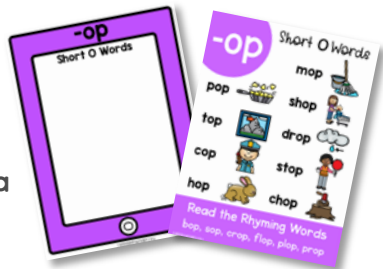 -op
Short O Words
-op
Short O Words
mop
pop
shop
top
drop
cop
stop
hop
chop
Read the Rhyming Words
bop, sop, crop, flop, plop, prop
a